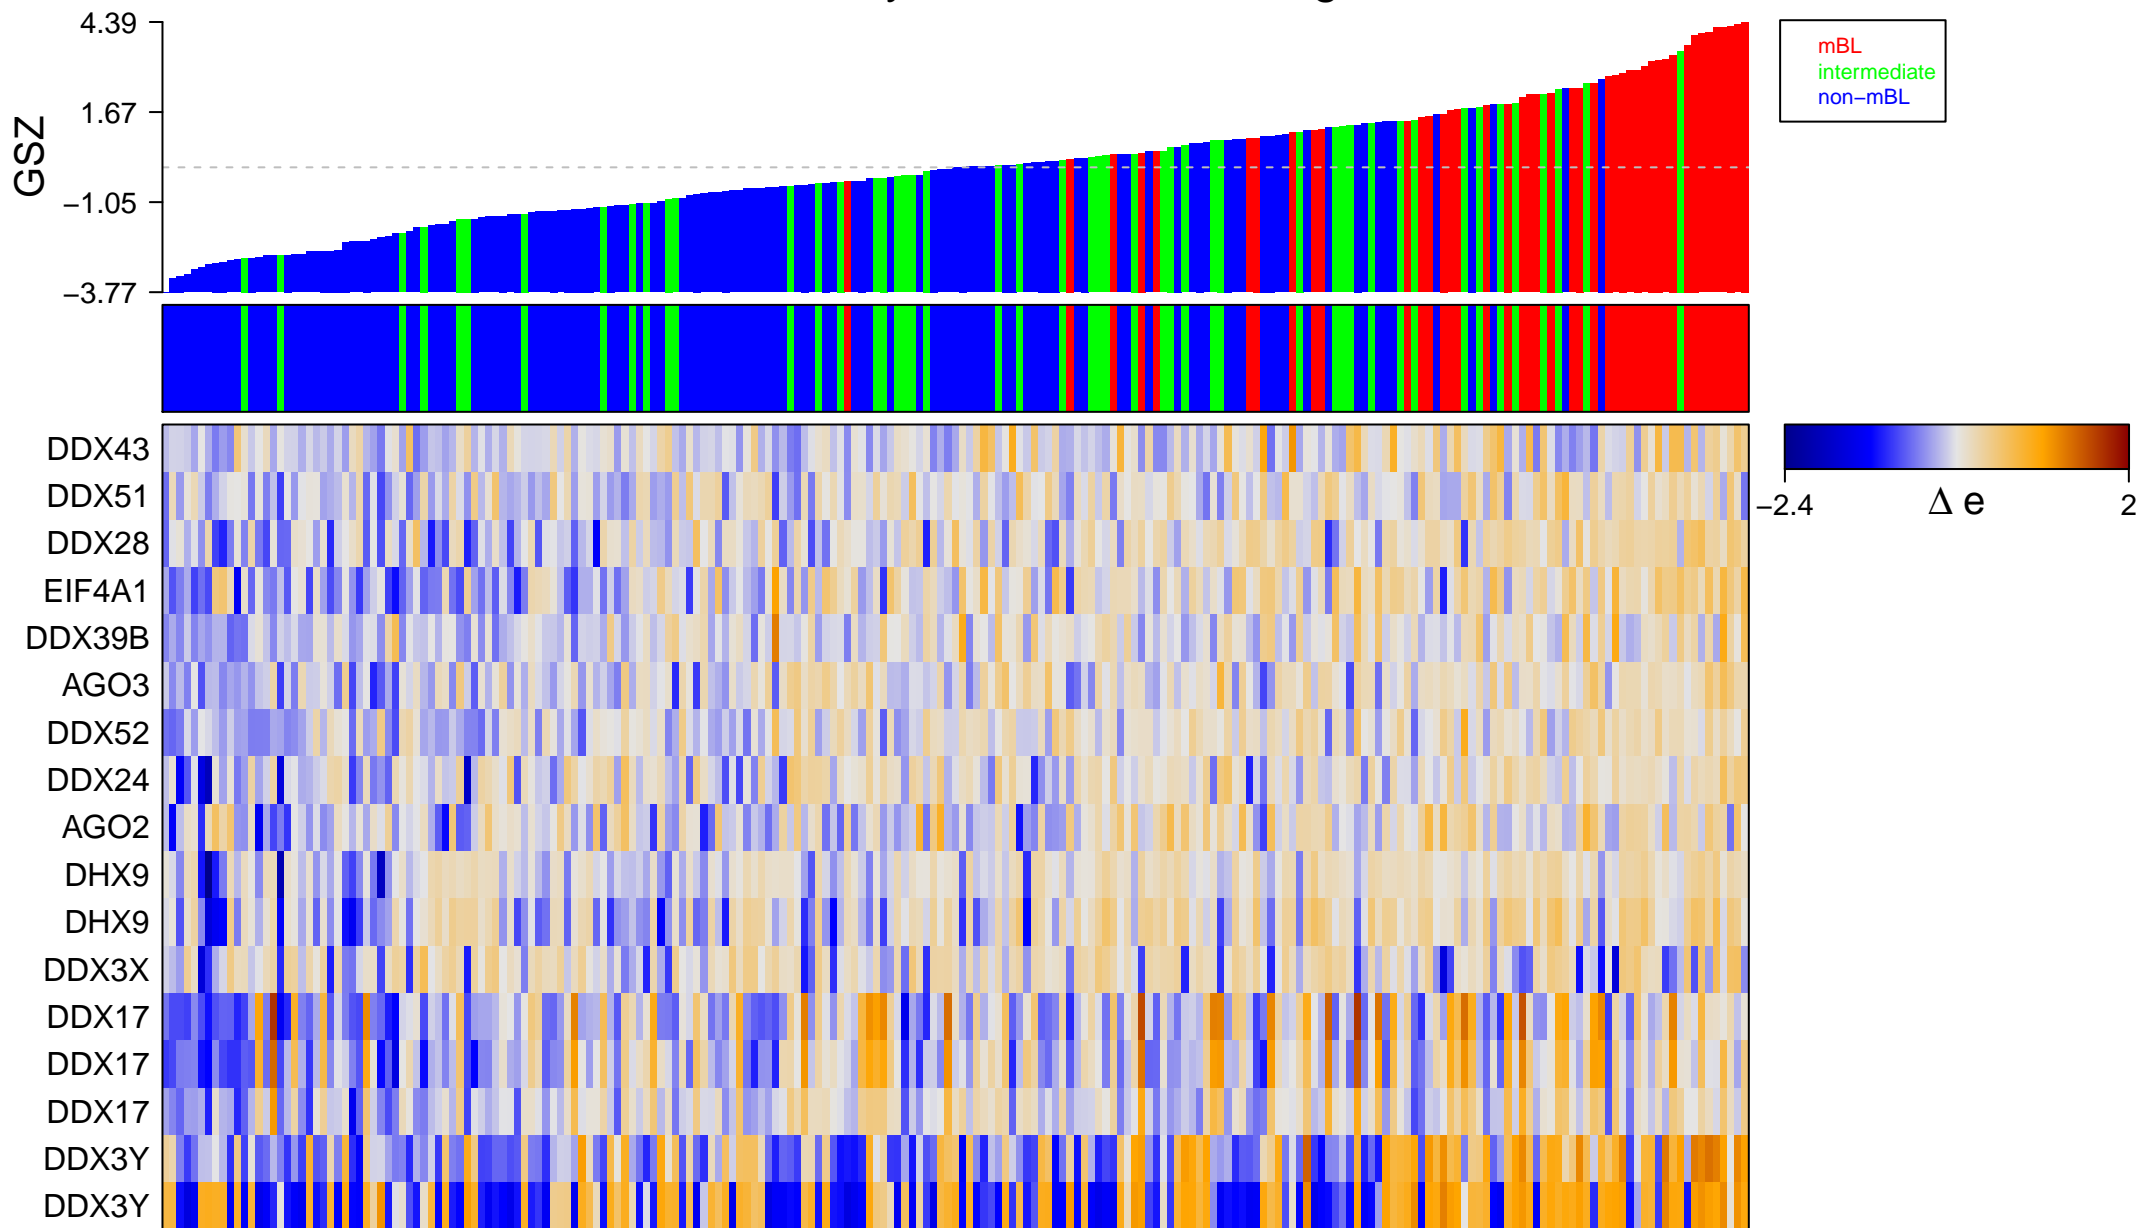 4.39
1.67
−1.05
−3.77
GSZ
mBL
intermediate
non−mBL
DDX43
DDX51
DDX28
EIF4A1
DDX39B
AGO3
DDX52
DDX24
AGO2
DHX9
DHX9
DDX3X
DDX17
DDX17
DDX17
DDX3Y
DDX3Y
−2.4
Δ e
2